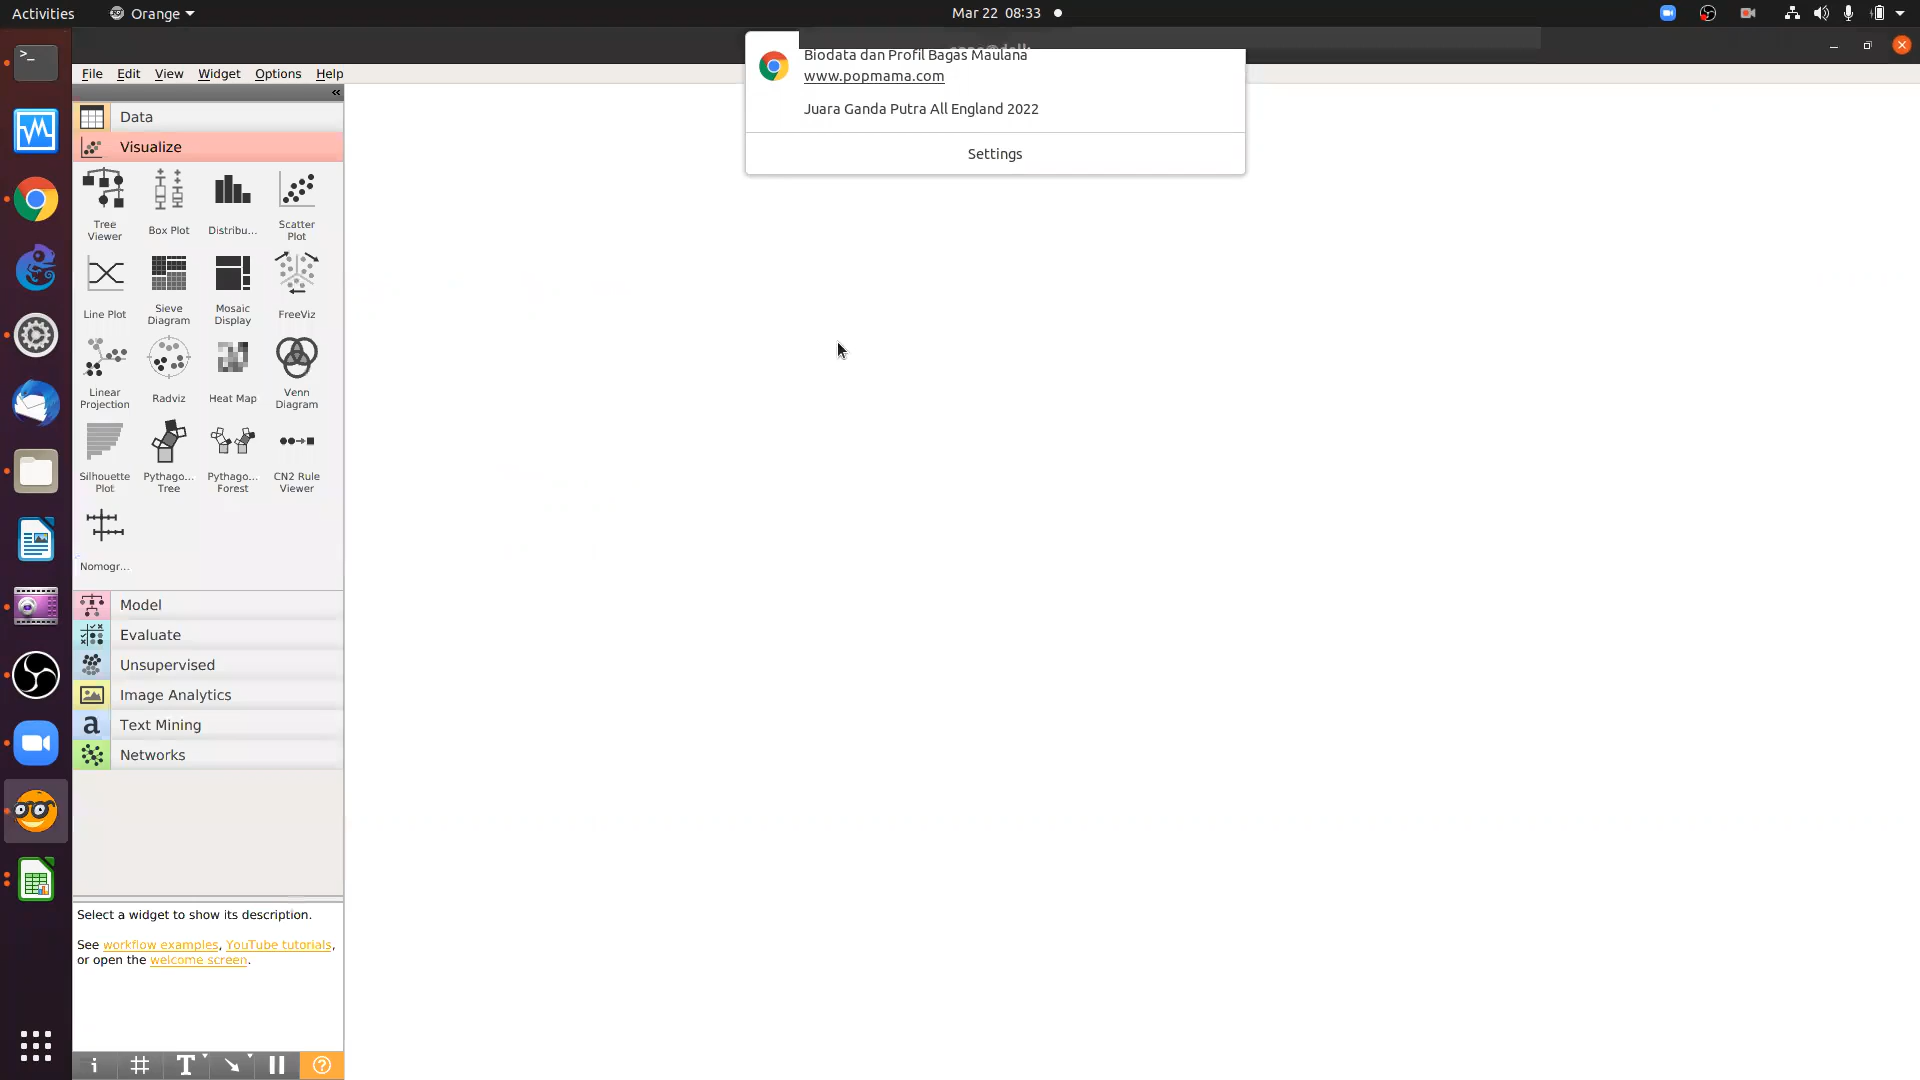 Activities
Orange
Mar 22 08:33
File Edit View Widget Options Help
Biodata dan Profil Bagas Maulana
www.popmama.com
Juara Ganda Putra All England 2022
Settings
Data
Visualize
Tree Viewer
Box Plot
Distribu...
Scatter Plot
Line Plot
Sieve Diagram
Mosaic Display
FreeViz
Linear Projection
Radviz
Heat Map
Venn Diagram
Silhouette Plot
Pythago... Tree
Pythago... Forest
CN2 Rule Viewer
Nomogr...
Model
Evaluate
Unsupervised
Image Analytics
Text Mining
Networks
Select a widget to show its description.
See workflow examples, YouTube tutorials,
or open the welcome screen.